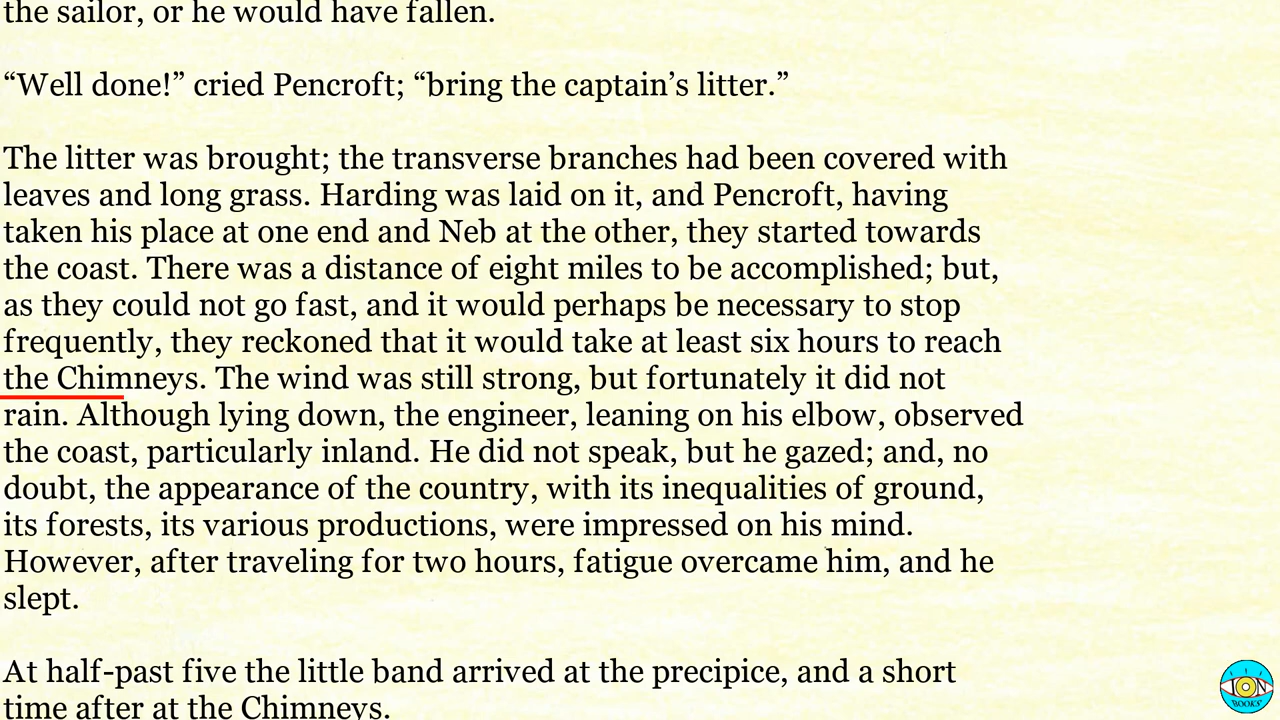 the sailor, or he would have fallen.
“Well done!” cried Pencroft; “bring the captain’s litter.”
The litter was brought; the transverse branches had been covered with
leaves and long grass. Harding was laid on it, and Pencroft, having
taken his place at one end and Neb at the other, they started towards
the coast. There was a distance of eight miles to be accomplished; but,
as they could not go fast, and it would perhaps be necessary to stop
frequently, they reckoned that it would take at least six hours to reach
the Chimneys. The wind was still strong, but fortunately it did not
rain. Although lying down, the engineer, leaning on his elbow, observed
the coast, particularly inland. He did not speak, but he gazed; and, no
doubt, the appearance of the country, with its inequalities of ground,
its forests, its various productions, were impressed on his mind.
However, after traveling for two hours, fatigue overcame him, and he
slept.
At half-past five the little band arrived at the precipice, and a short
time after at the Chimneys.
ION
BOOKS